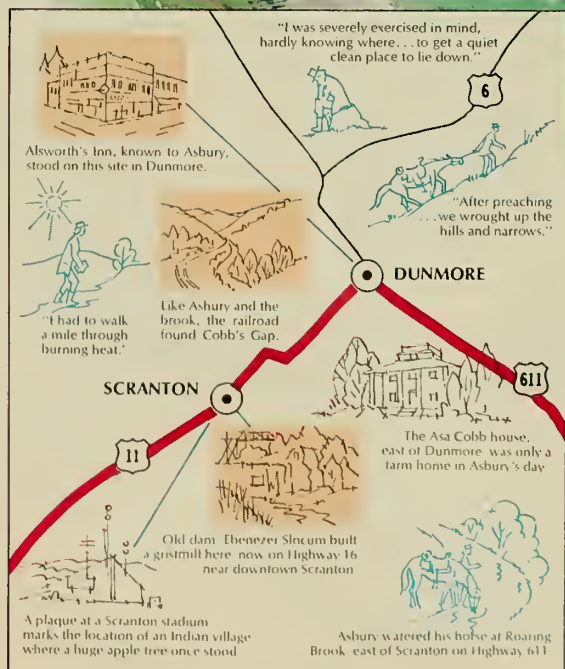 "I was severely exercised in mind,
hardly knowing where... to get a quiet
clean place to lie down."
6
Alsworth's Inn, known to Asbury,
stood on this site in Dunmore.
"After preaching
...we wrought up the
hills and narrows."
"I had to walk
a mile through
burning heat.'
Like Asbury and the
brook, the railroad
found Cobb's Gap.
DUNMORE
SCRANTON
611
11
The Asa Cobb house,
east of Dunmore was only a
farm home in Asbury's day
Old dam Ebenezer Slocum built
a gristmill here now on Highway 16
near downtown Scranton
A plaque at a Scranton stadium
marks the location of an Indian village
where a huge apple tree once stood
Asbury watered his horse at Roaring
Brook east of Scranton on Highway 611